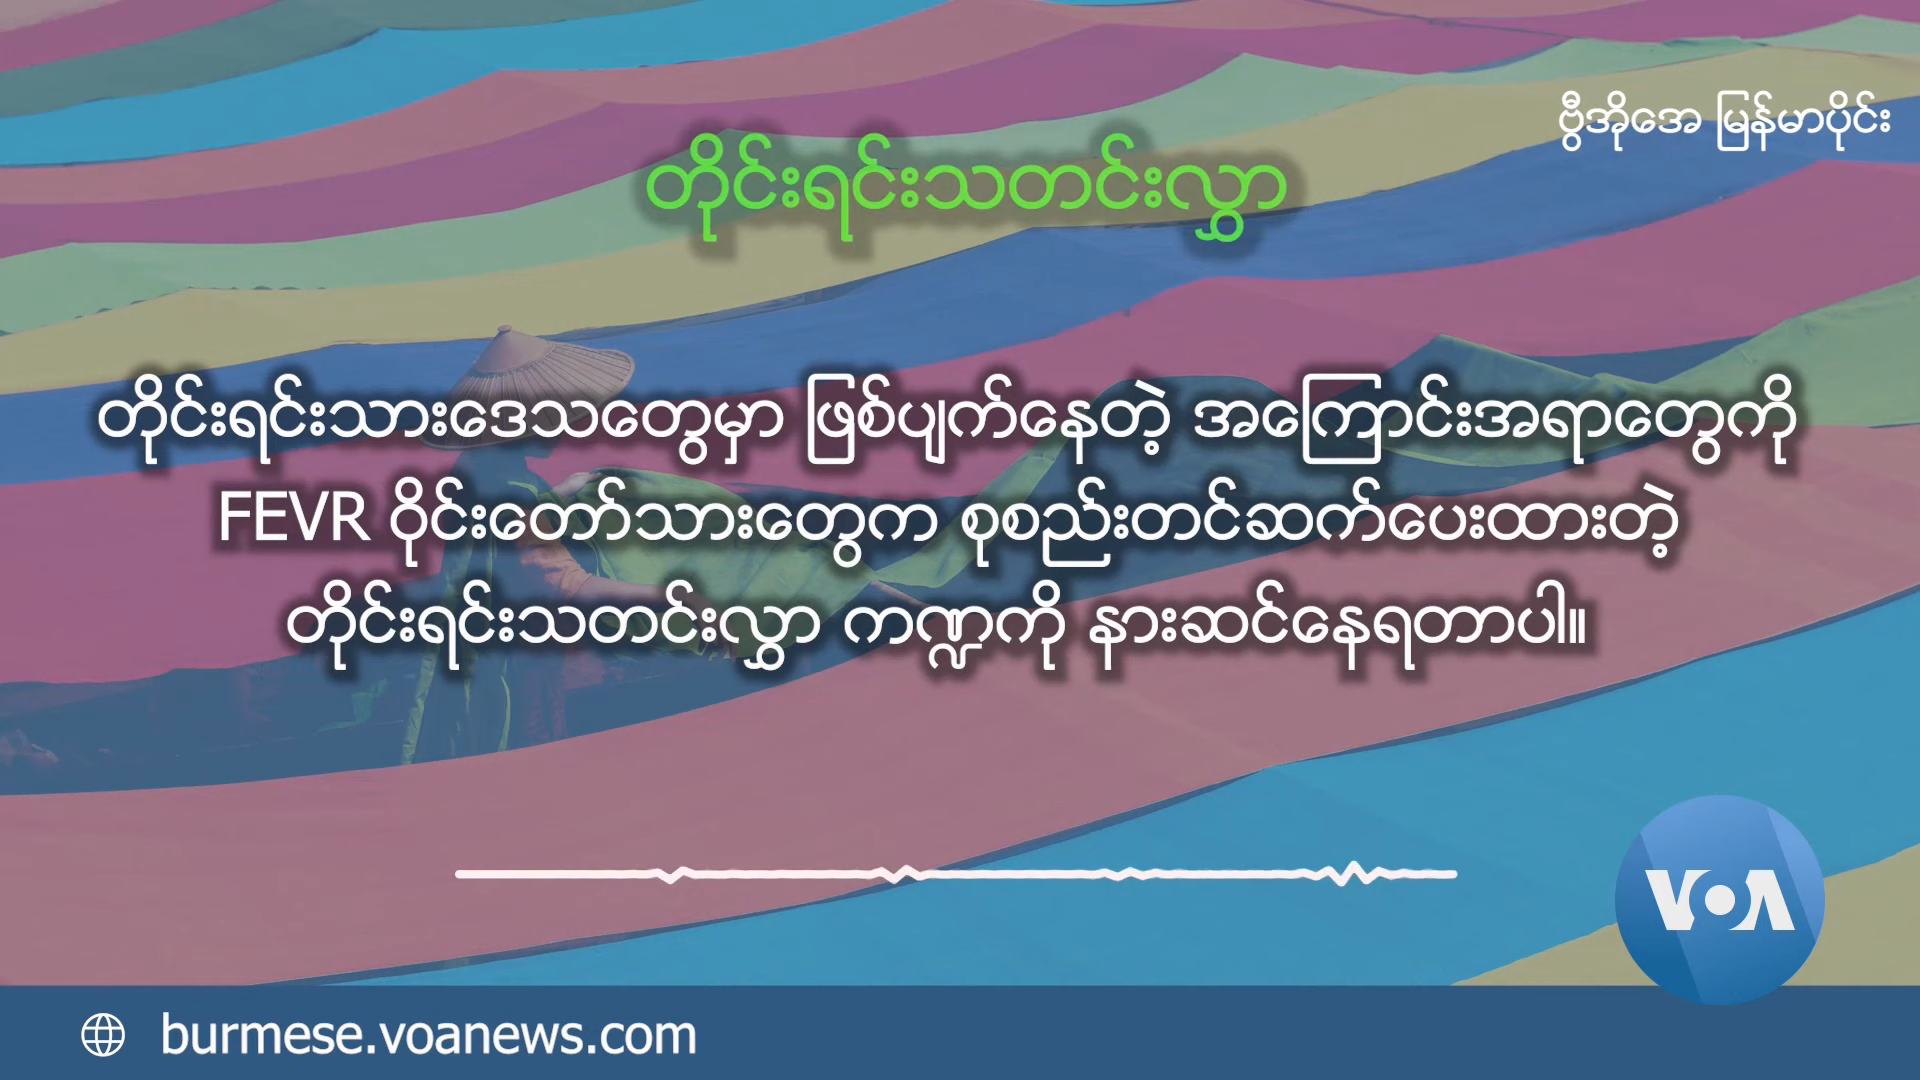 ဗွီအိုအေ မြန်မာပိုင်း
တိုင်းရင်းသတင်းလွှာ
တိုင်းရင်းသားဒေသတွေမှာ ဖြစ်ပျက်နေတဲ့ အကြောင်းအရာတွေကို
FEVR ဝိုင်းတော်သားတွေက စုစည်းတင်ဆက်ပေးထားတဲ့
တိုင်းရင်းသတင်းလွှာ ကဏ္ဍကို နားဆင်နေရတာပါ။
VOA
burmese.voanews.com